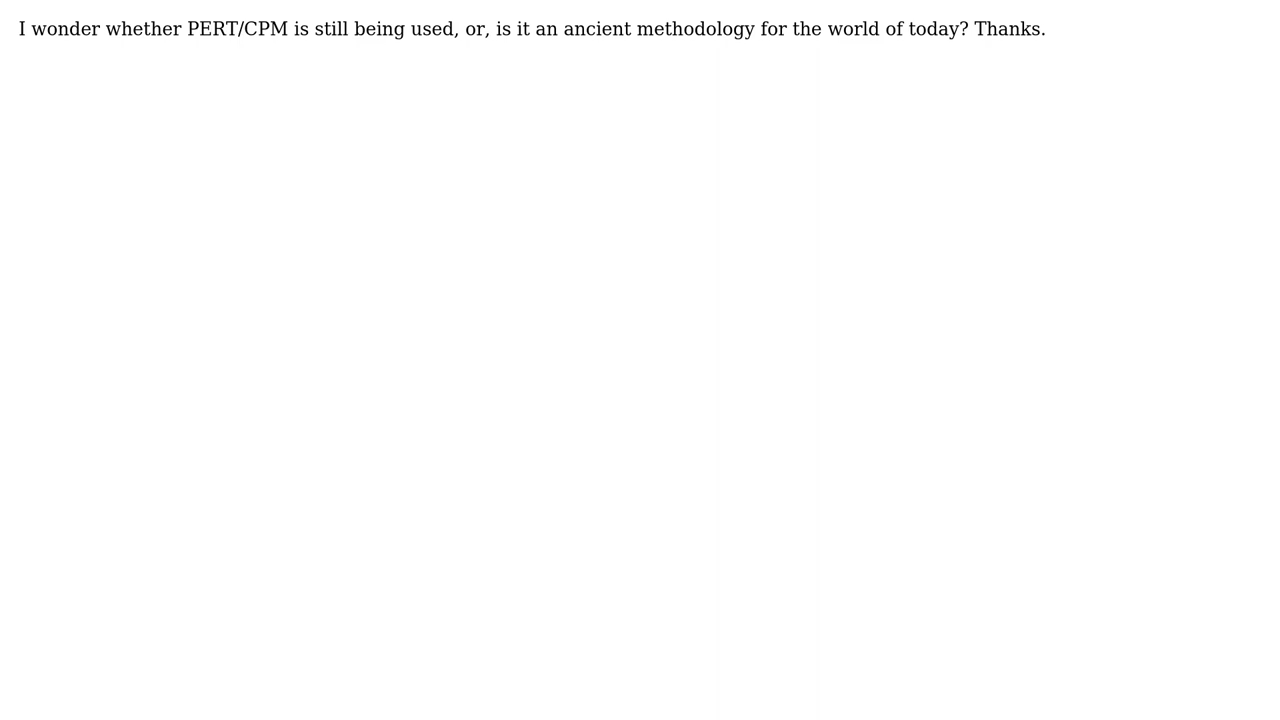 I wonder whether PERT/CPM is still being used, or, is it an ancient methodology for the world of today? Thanks.